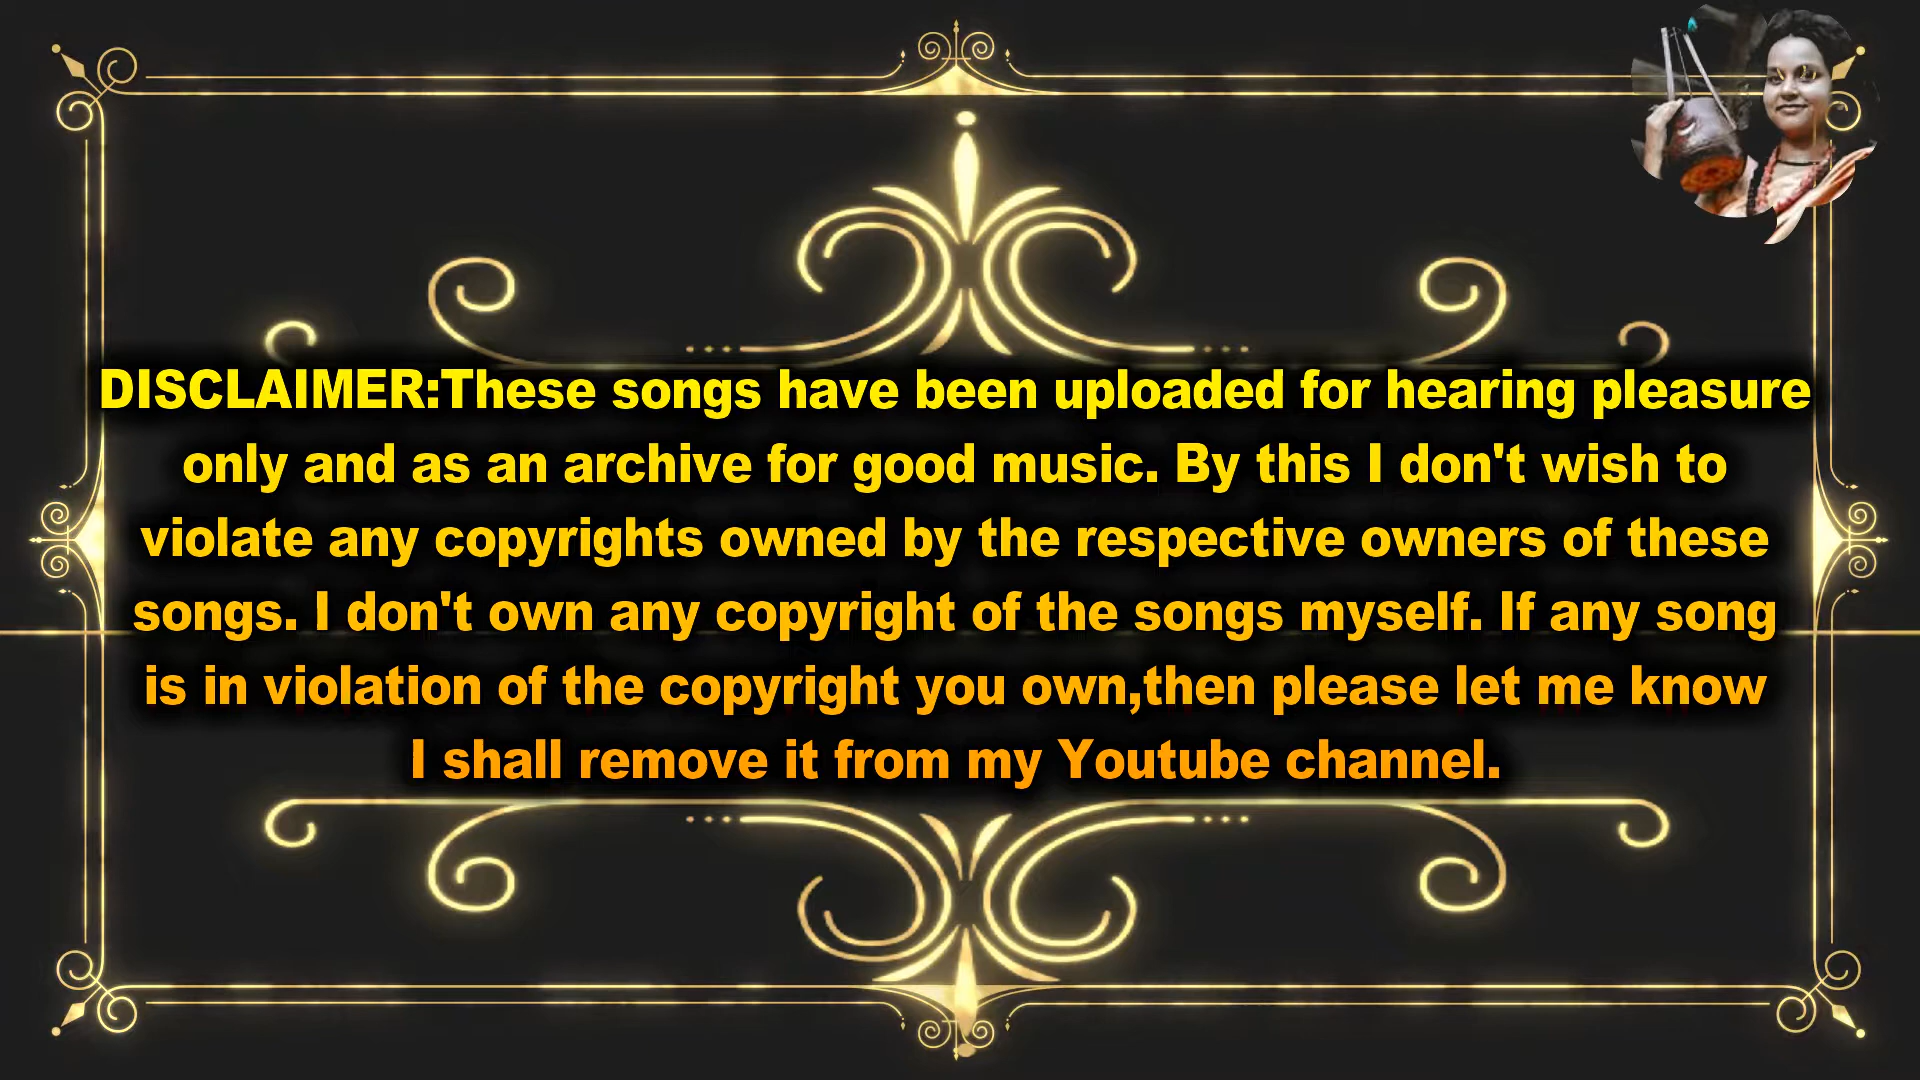 DISCLAIMER:These songs have been uploaded for hearing pleasure
only and as an archive for good music. By this I don't wish to
violate any copyrights owned by the respective owners of these
songs. I don't own any copyright of the songs myself. If any song
is in violation of the copyright you own,then please let me know
I shall remove it from my Youtube channel.